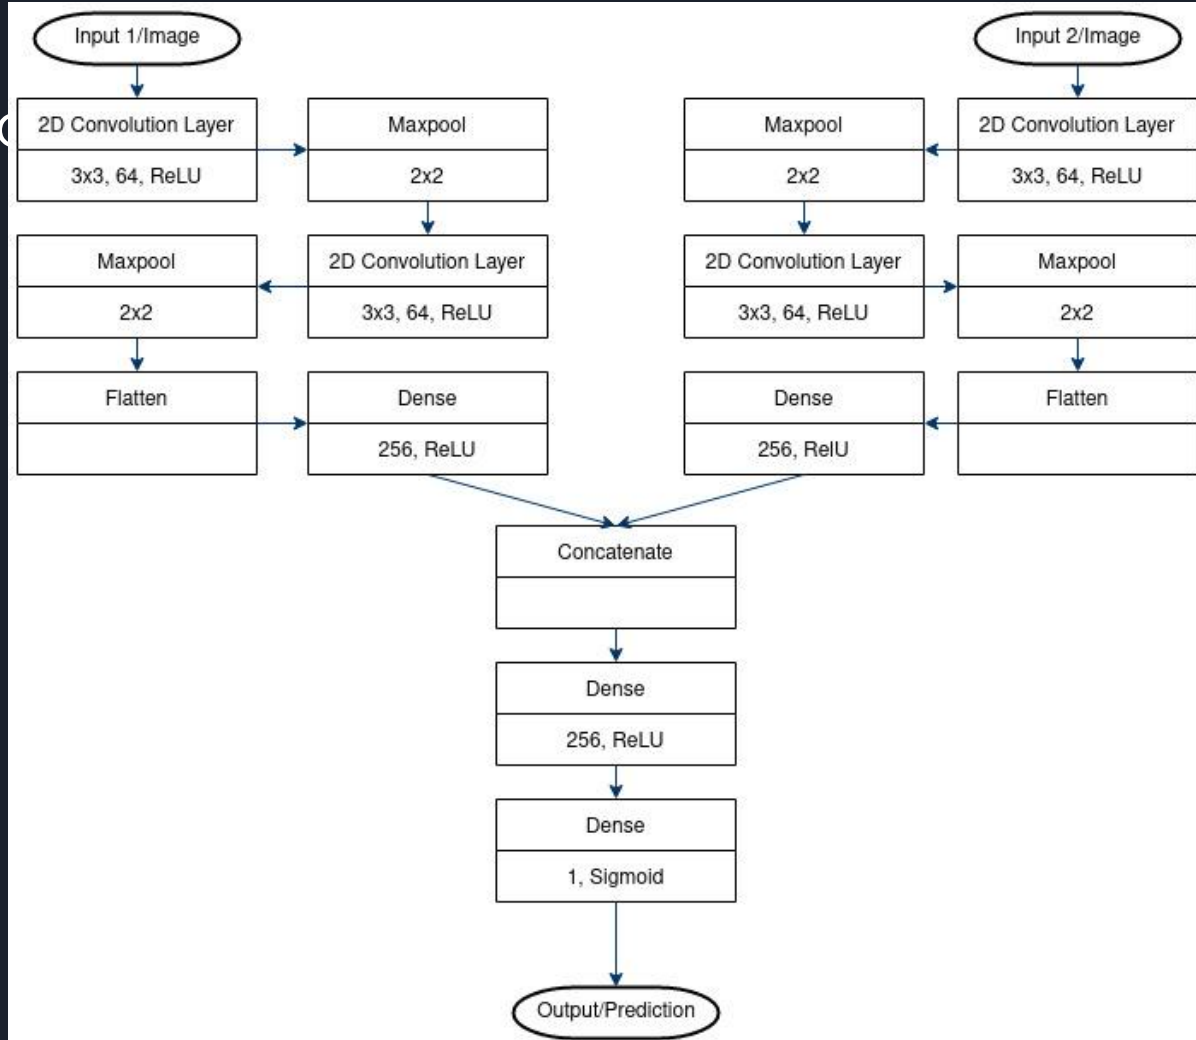 Input 1/Image
Input 2/Image
2D Convolution Layer
3x3, 64, ReLU
Maxpool
2x2
Maxpool
2x2
2D Convolution Layer
3x3, 64, ReLU
Maxpool
2x2
2D Convolution Layer
3x3, 64, ReLU
2D Convolution Layer
3x3, 64, ReLU
Maxpool
2x2
Flatten
Dense
256, ReLU
Dense
256, RelU
Flatten
Concatenate
Dense
256, ReLU
Dense
1, Sigmoid
Output/Prediction